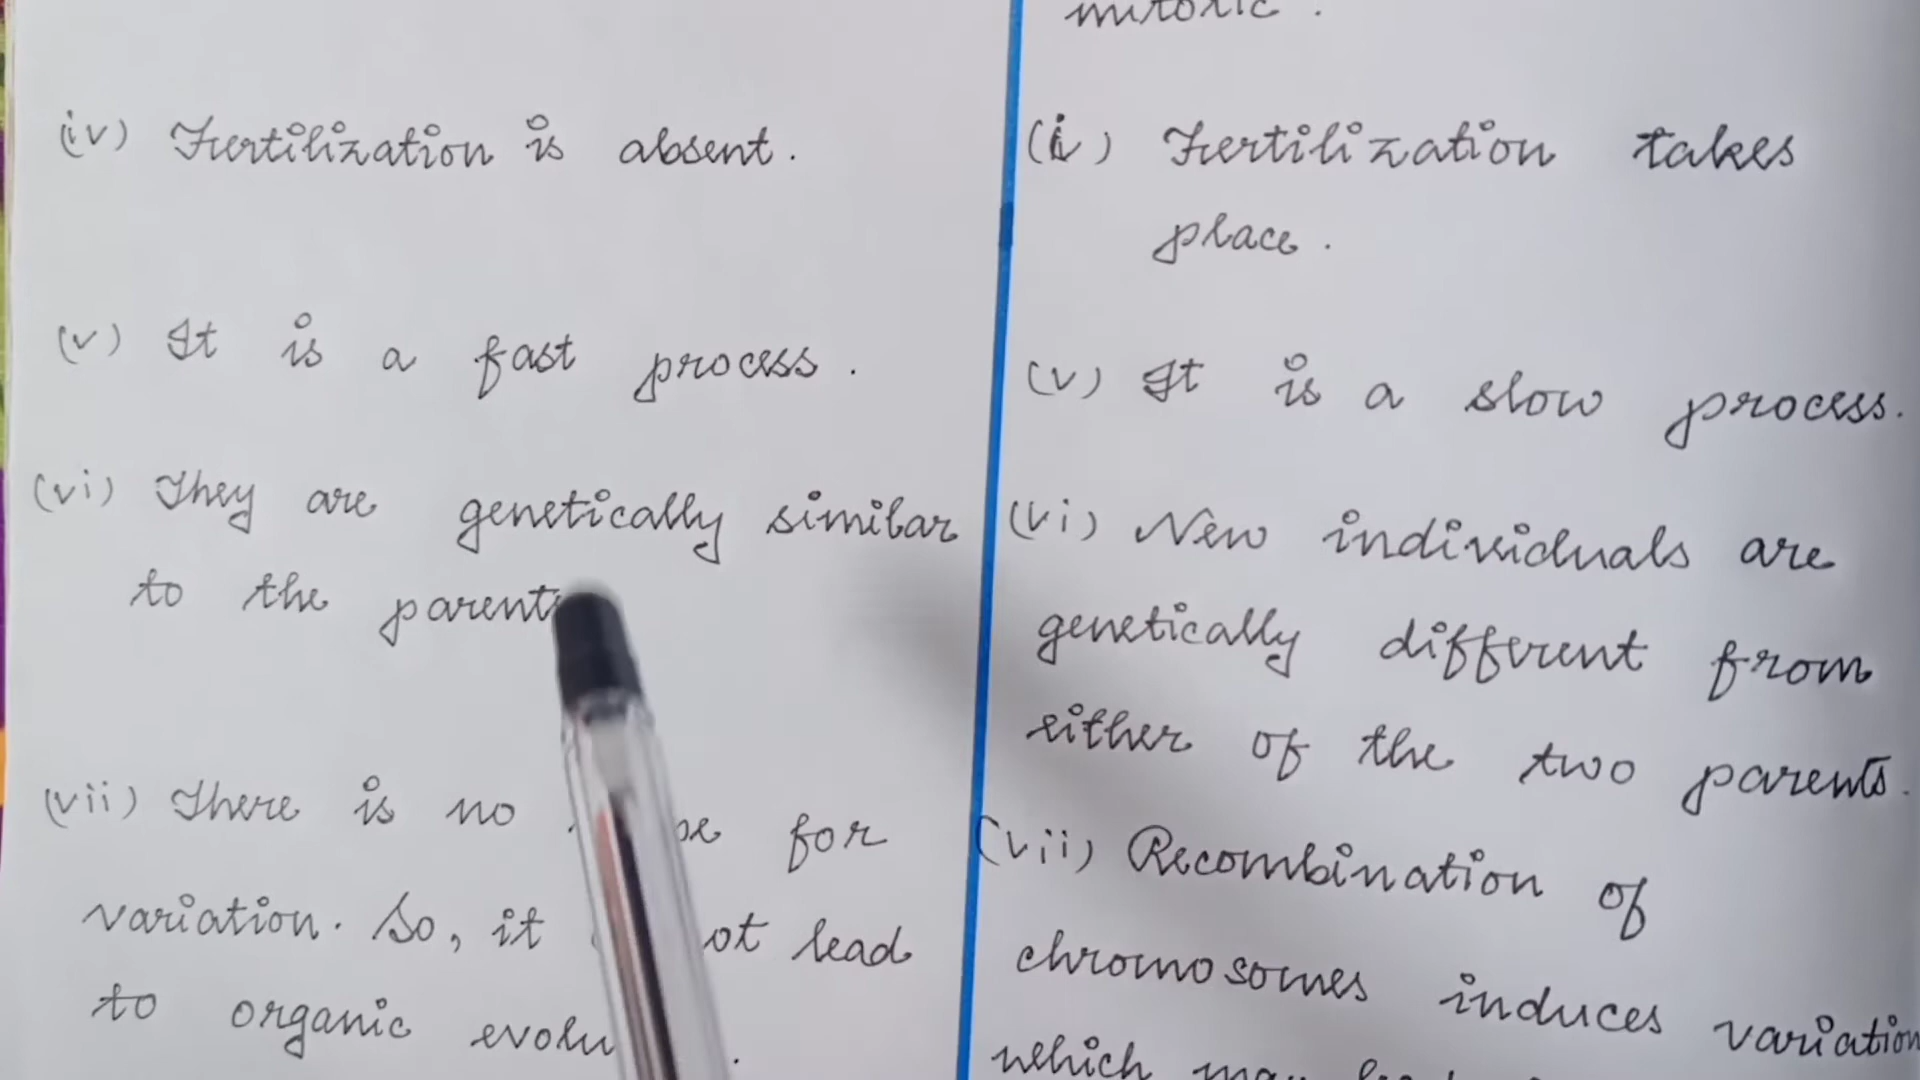 (iv) Fertilization is absent.
(v) It is a fast process.
(vi) They are genetically similar
to the parent
(vii) There is no for
variation. So, it lead
to organic
mitotic.
(iv) Fertilization takes
place.
(v) It is a slow process.
(vi) New individuals are
genetically different from
either of the two parents.
(vii) Recombination of
chromosomes induces variation
which may